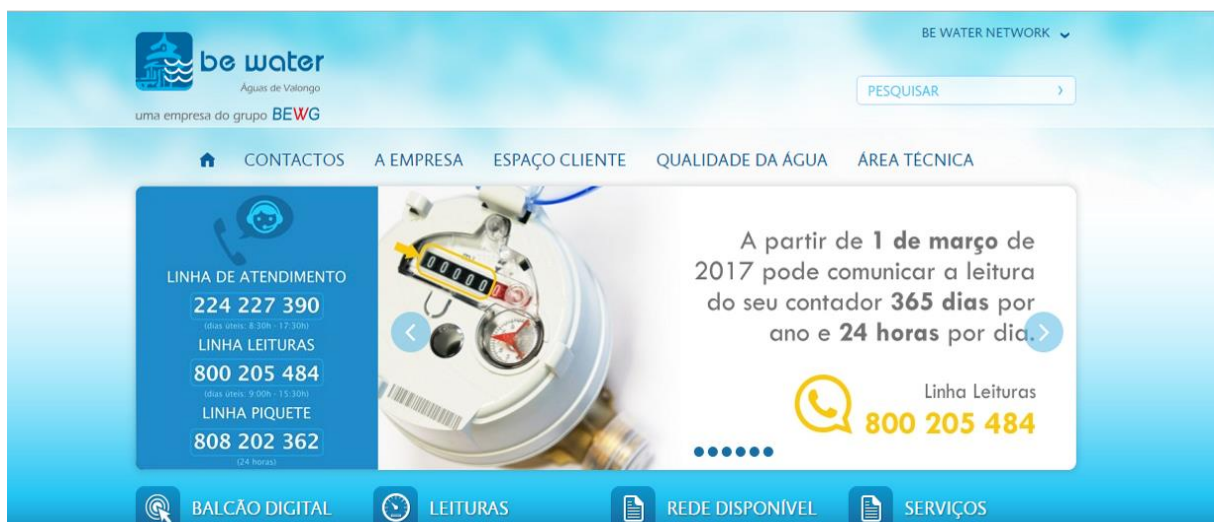 BE WATER NETWORK
be water
Águas de Valongo
uma empresa do grupo BEWG
PESQUISAR
CONTACTOS A EMPRESA ESPAÇO CLIENTE QUALIDADE DA ÁGUA ÁREA TÉCNICA
LINHA DE ATENDIMENTO
224 227 390
(dias úteis: 8:30h - 17:30h)
LINHA LEITURAS
800 205 484
(dias úteis: 9:00h - 15:30h)
LINHA PIQUETE
808 202 362
(24 horas)
A partir de 1 de março de
2017 pode comunicar a leitura
do seu contador 365 dias por
ano e 24 horas por dia.
Linha Leituras
800 205 484
BALCÃO DIGITAL LEITURAS REDE DISPONÍVEL SERVIÇOS